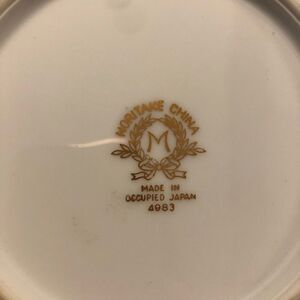 NORITAKE CHINA
M
MADE IN
OCCUPIED JAPAN
4983